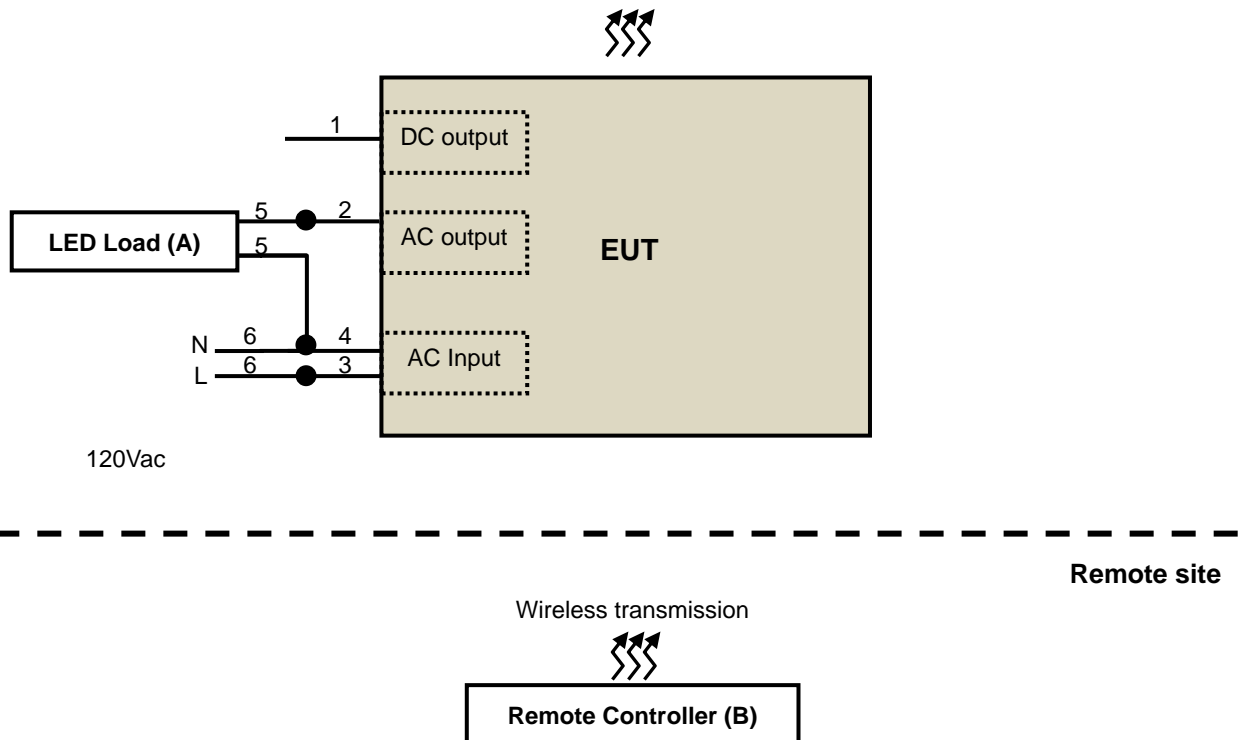 1
DC output
5
2
AC output
LED Load (A)
5
EUT
N
6
4
AC Input
L
6
3
120Vac
Remote site
Wireless transmission
Remote Controller (B)